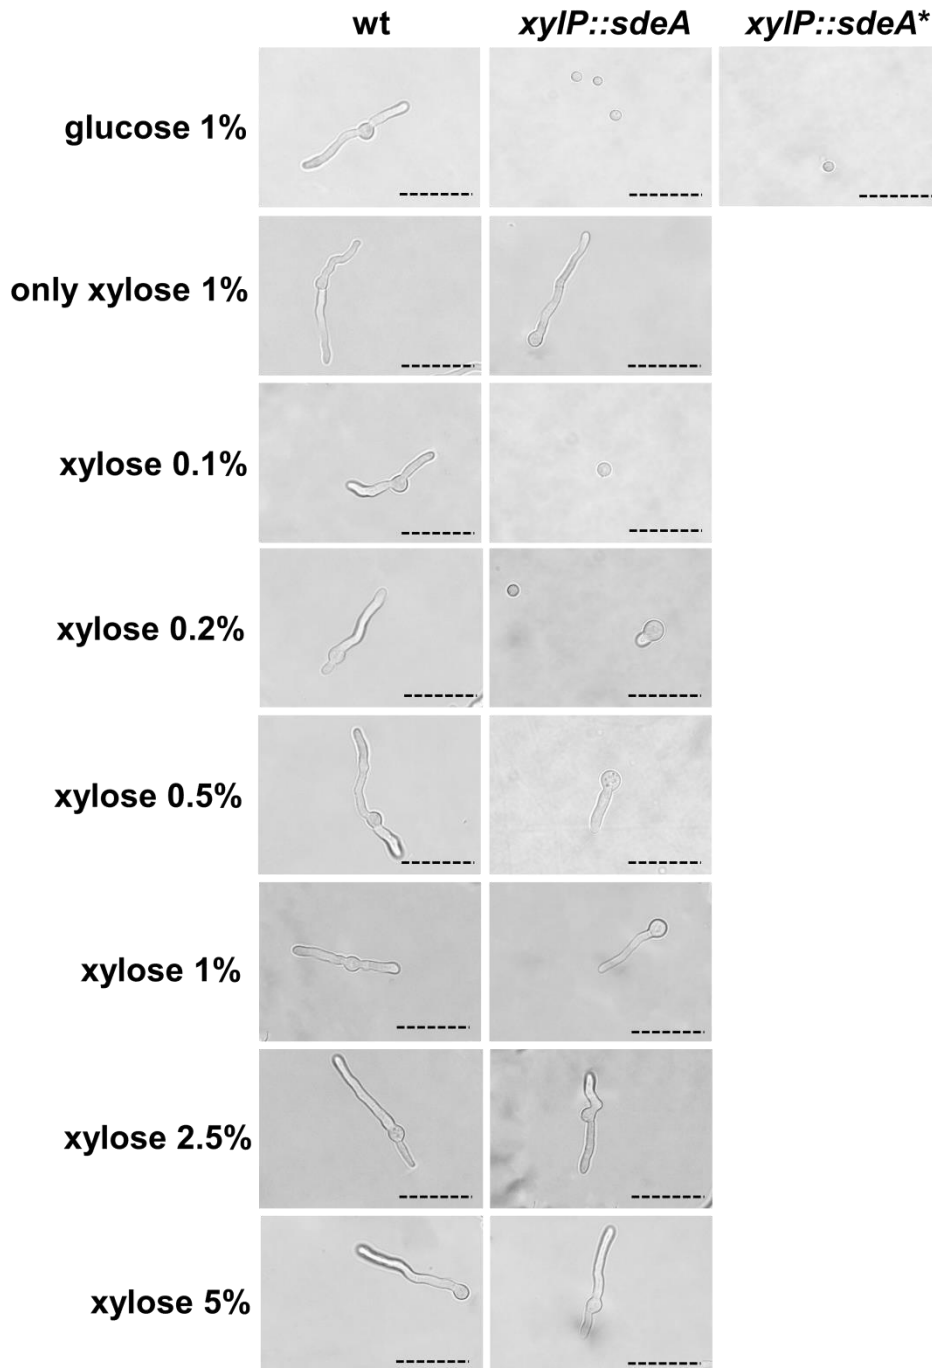 wt xylP::sdeA xylP::sdeA*
glucose 1%
only xylose 1%
xylose 0.1%
xylose 0.2%
xylose 0.5%
xylose 1%
xylose 2.5%
xylose 5%